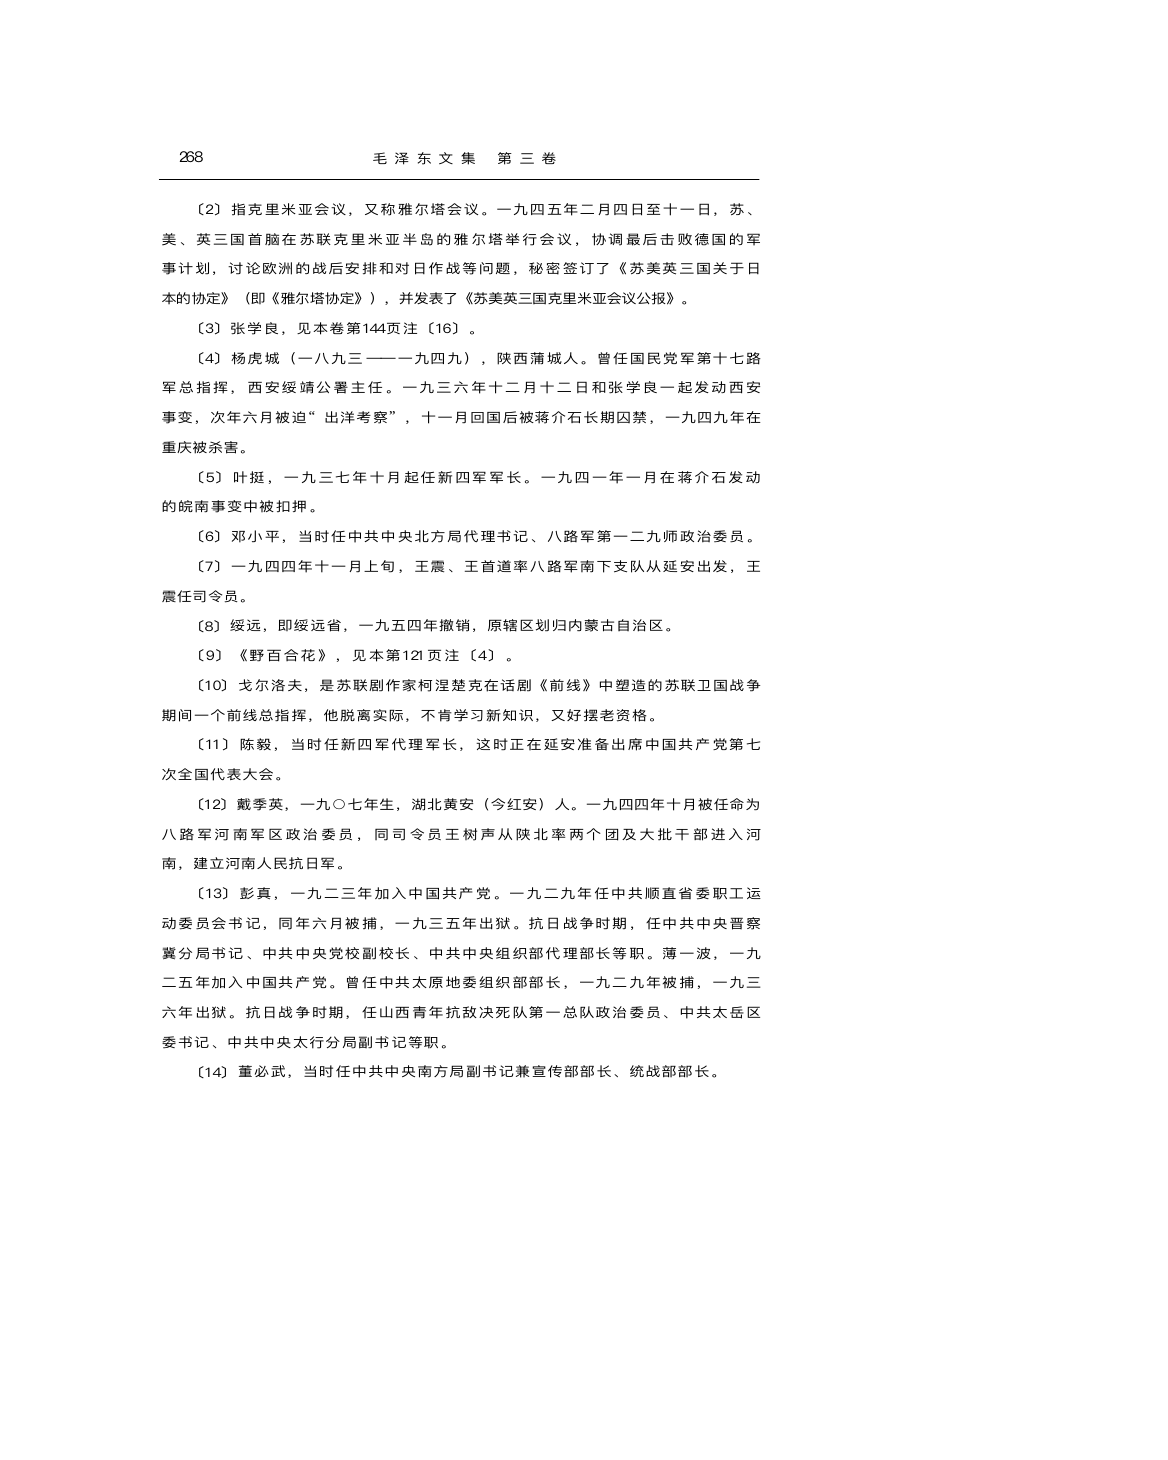 268 毛泽东文集 第三卷
〔2〕指克里米亚会议，又称雅尔塔会议。一九四五年二月四日至十一日，苏、
美、英三国首脑在苏联克里米亚半岛的雅尔塔举行会议，协调最后击败德国的军
事计划，讨论欧洲的战后安排和对日作战等问题，秘密签订了《苏美英三国关于日
本的协定》（即《雅尔塔协定》），并发表了《苏美英三国克里米亚会议公报》。
〔3〕张学良，见本卷第144页注〔16〕。
〔4〕杨虎城（一八九三——一九四九），陕西蒲城人。曾任国民党军第十七路
军总指挥，西安绥靖公署主任。一九三六年十二月十二日和张学良一起发动西安
事变，次年六月被迫“出洋考察”，十一月回国后被蒋介石长期囚禁，一九四九年在
重庆被杀害。
〔5〕叶挺，一九三七年十月起任新四军军长。一九四一年一月在蒋介石发动
的皖南事变中被扣押。
〔6〕邓小平，当时任中共中央北方局代理书记、八路军第一二九师政治委员。
〔7〕一九四四年十一月上旬，王震、王首道率八路军南下支队从延安出发，王
震任司令员。
〔8〕绥远，即绥远省，一九五四年撤销，原辖区划归内蒙古自治区。
〔9〕《野百合花》，见本第121页注〔4〕。
〔10〕戈尔洛夫，是苏联剧作家柯涅楚克在话剧《前线》中塑造的苏联卫国战争
期间一个前线总指挥，他脱离实际，不肯学习新知识，又好摆老资格。
〔11〕陈毅，当时任新四军代理军长，这时正在延安准备出席中国共产党第七
次全国代表大会。
〔12〕戴季英，一九〇七年生，湖北黄安（今红安）人。一九四四年十月被任命为
八路军河南军区政治委员，同司令员王树声从陕北率两个团及大批干部进入河
南，建立河南人民抗日军。
〔13〕彭真，一九二三年加入中国共产党。一九二九年任中共顺直省委职工运
动委员会书记，同年六月被捕，一九三五年出狱。抗日战争时期，任中共中央晋察
冀分局书记、中共中央党校副校长、中共中央组织部代理部长等职。薄一波，一九
二五年加入中国共产党。曾任中共太原地委组织部部长，一九二九年被捕，一九三
六年出狱。抗日战争时期，任山西青年抗敌决死队第一总队政治委员、中共太岳区
委书记、中共中央太行分局副书记等职。
〔14〕董必武，当时任中共中央南方局副书记兼宣传部部长、统战部部长。